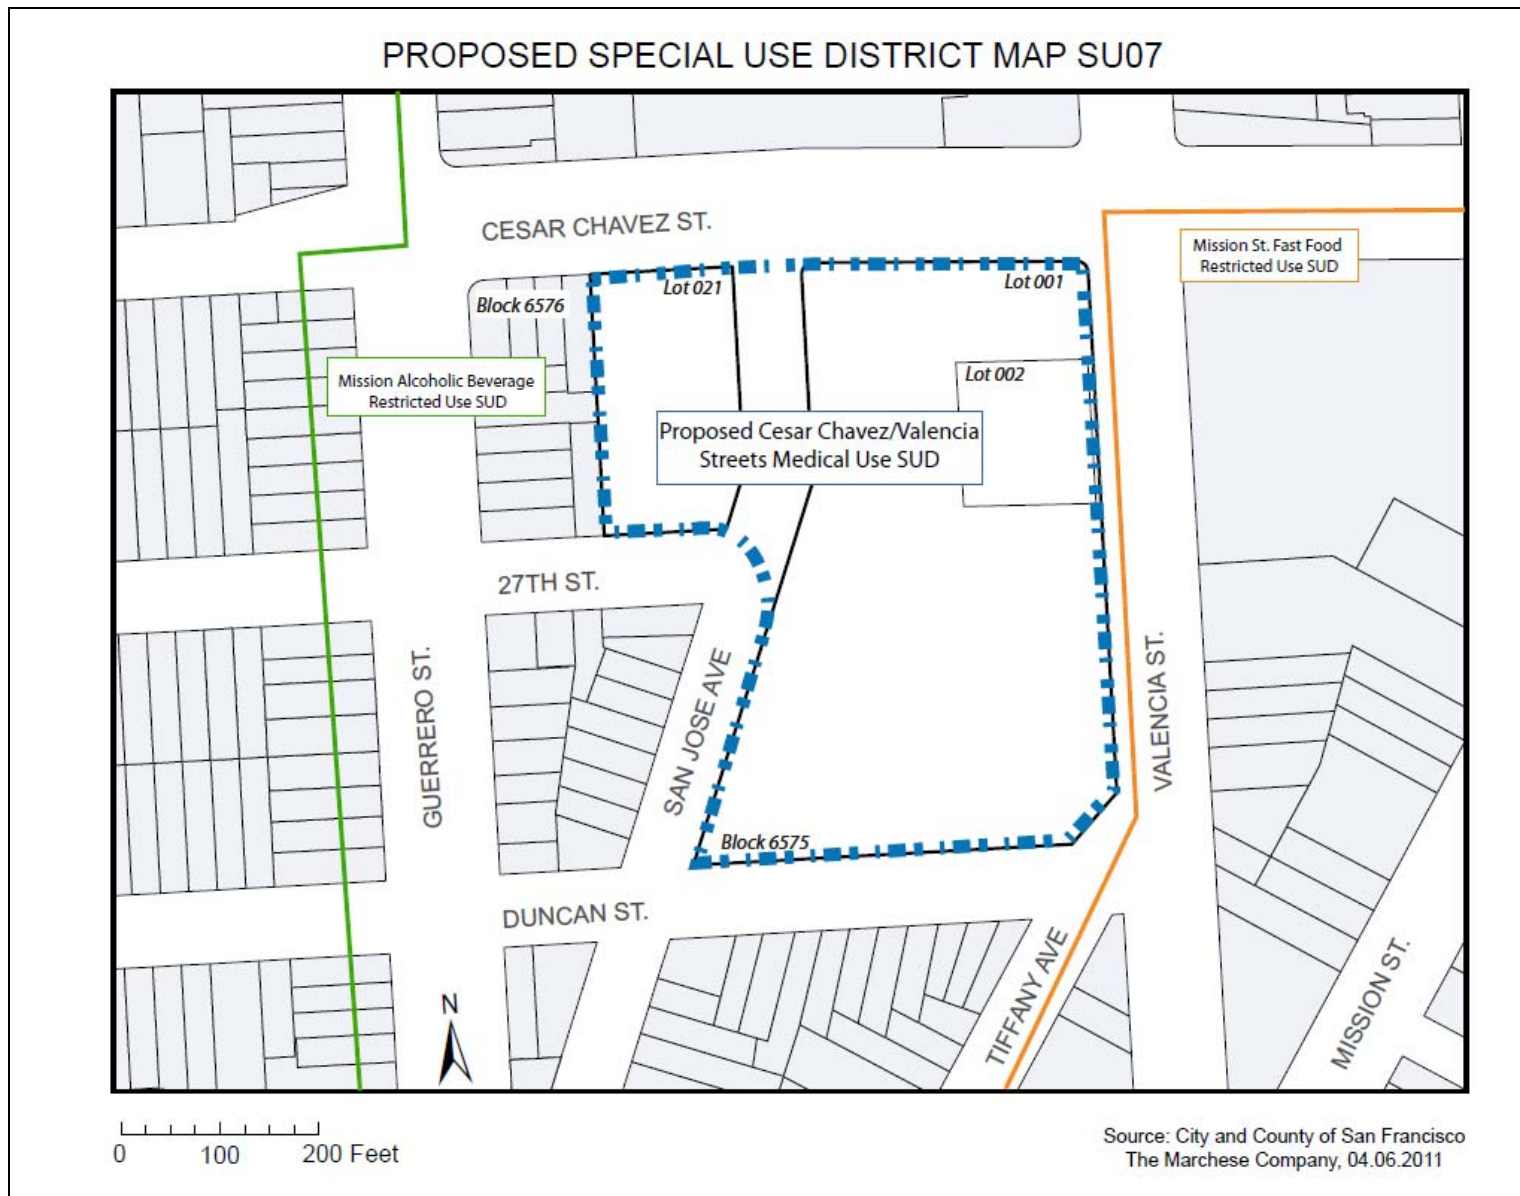 PROPOSED SPECIAL USE DISTRICT MAP SU07
CESAR CHAVEZ ST.
Mission St. Fast Food
Restricted Use SUD
Block 6576
Lot 021
Lot 001
Mission Alcoholic Beverage
Restricted Use SUD
Lot 002
Proposed Cesar Chavez/Valencia
Streets Medical Use SUD
27TH ST.
GUERRERO ST.
SAN JOSE AVE
VALENCIA ST.
Block 6575
DUNCAN ST.
TIFFANY AVE
MISSION ST.
N
0 100 200 Feet
Source: City and County of San Francisco
The Marchese Company, 04.06.2011